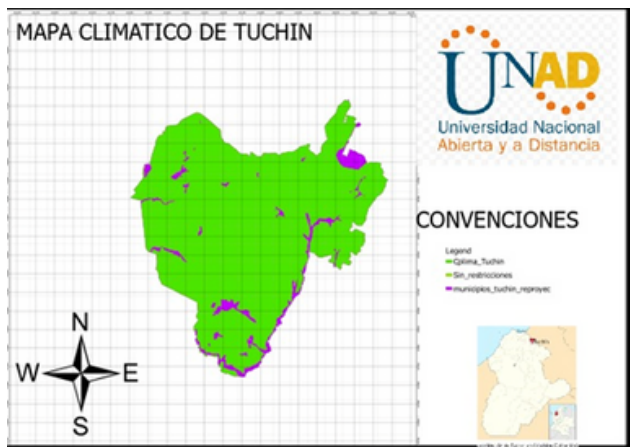 MAPA CLIMATICO DE TUCHIN
UNAD
Universidad Nacional
Abierta y a Distancia
CONVENCIONES
Legend
Cplima_Tuchin
Sin_restricciones
municipios_tuchin_reproyec
N
W E
S